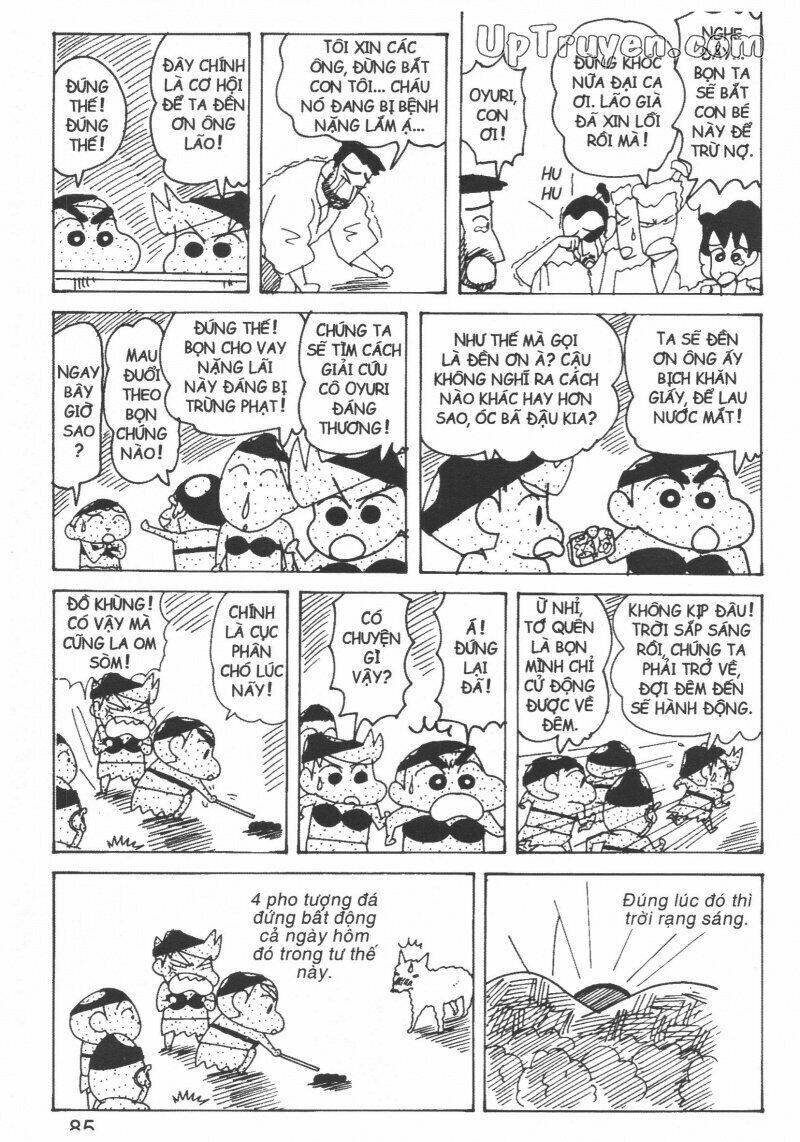 UpTruyen.com
NGHE
ĐÂY...
BỌN TA
SẼ BẮT
CON BÉ
NÀY ĐỂ
TRỪ NỢ.
ĐỪNG KHÓC
NỮA ĐẠI CA
ƠI. LÃO GIÀ
ĐÃ XIN LỖI
RỒI MÀ!
OYURI,
CON
ƠI!
HU
HU
TÔI XIN CÁC
ÔNG, ĐỪNG BẮT
CON TÔI... CHÁU
NÓ ĐANG BỊ BỆNH
NẶNG LẮM Ạ...
ĐÂY CHÍNH
LÀ CƠ HỘI
ĐỂ TA ĐỀN
ƠN ÔNG
LÃO!
ĐÚNG
THẾ!
ĐÚNG
THẾ!
TA SẼ ĐỀN
ƠN ÔNG ẤY
BỊCH KHĂN
GIẤY, ĐỂ LAU
NƯỚC MẮT!
NHƯ THẾ MÀ GỌI
LÀ ĐỀN ƠN À? CẬU
KHÔNG NGHĨ RA CÁCH
NÀO KHÁC HAY HƠN
SAO, ÓC BÃ ĐẬU KIA?
CHÚNG TA
SẼ TÌM CÁCH
GIẢI CỨU
CÔ OYURI
ĐÁNG
THƯƠNG!
ĐÚNG THẾ!
BỌN CHO VAY
NẶNG LÃI
NÀY ĐÁNG BỊ
TRỪNG PHẠT!
MAU
ĐUỔI
THEO
BỌN
CHÚNG
NÀO!
NGAY
BÂY
GIỜ
SAO
?
KHÔNG KỊP ĐÂU!
TRỜI SẮP SÁNG
RỒI, CHÚNG TA
PHẢI TRỞ VỀ,
ĐỢI ĐÊM ĐẾN
SẼ HÀNH ĐỘNG.
Ừ NHỈ,
TỚ QUÊN
LÀ BỌN
MÌNH CHỈ
CỬ ĐỘNG
ĐƯỢC VỀ
ĐÊM.
Á!
ĐỨNG
LẠI
ĐÃ!
CÓ
CHUYỆN
GÌ
VẬY?
CHÍNH
LÀ CỤC
PHÂN
CHÓ LÚC
NÃY!
ĐỒ KHÙNG!
CÓ VẬY MÀ
CŨNG LA OM
SÒM!
Đúng lúc đó thì
trời rạng sáng.
4 pho tượng đá
đứng bất động
cả ngày hôm
đó trong tư thế
này.
85